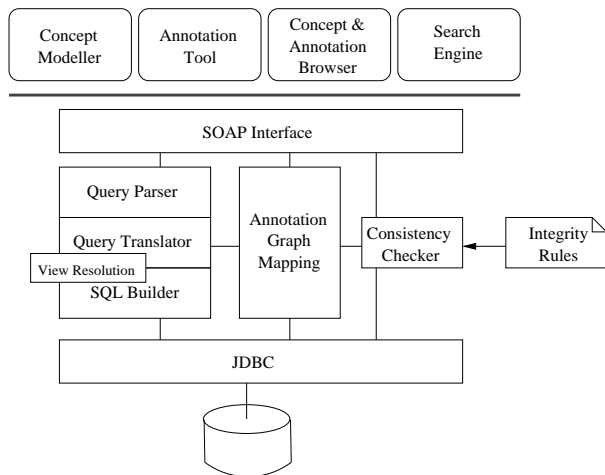 Concept
Modeller
Annotation
Tool
Concept &
Annotation
Browser
Search
Engine
SOAP Interface
Query Parser
Query Translator
View Resolution
SQL Builder
Annotation
Graph
Mapping
Consistency
Checker
Integrity
Rules
JDBC